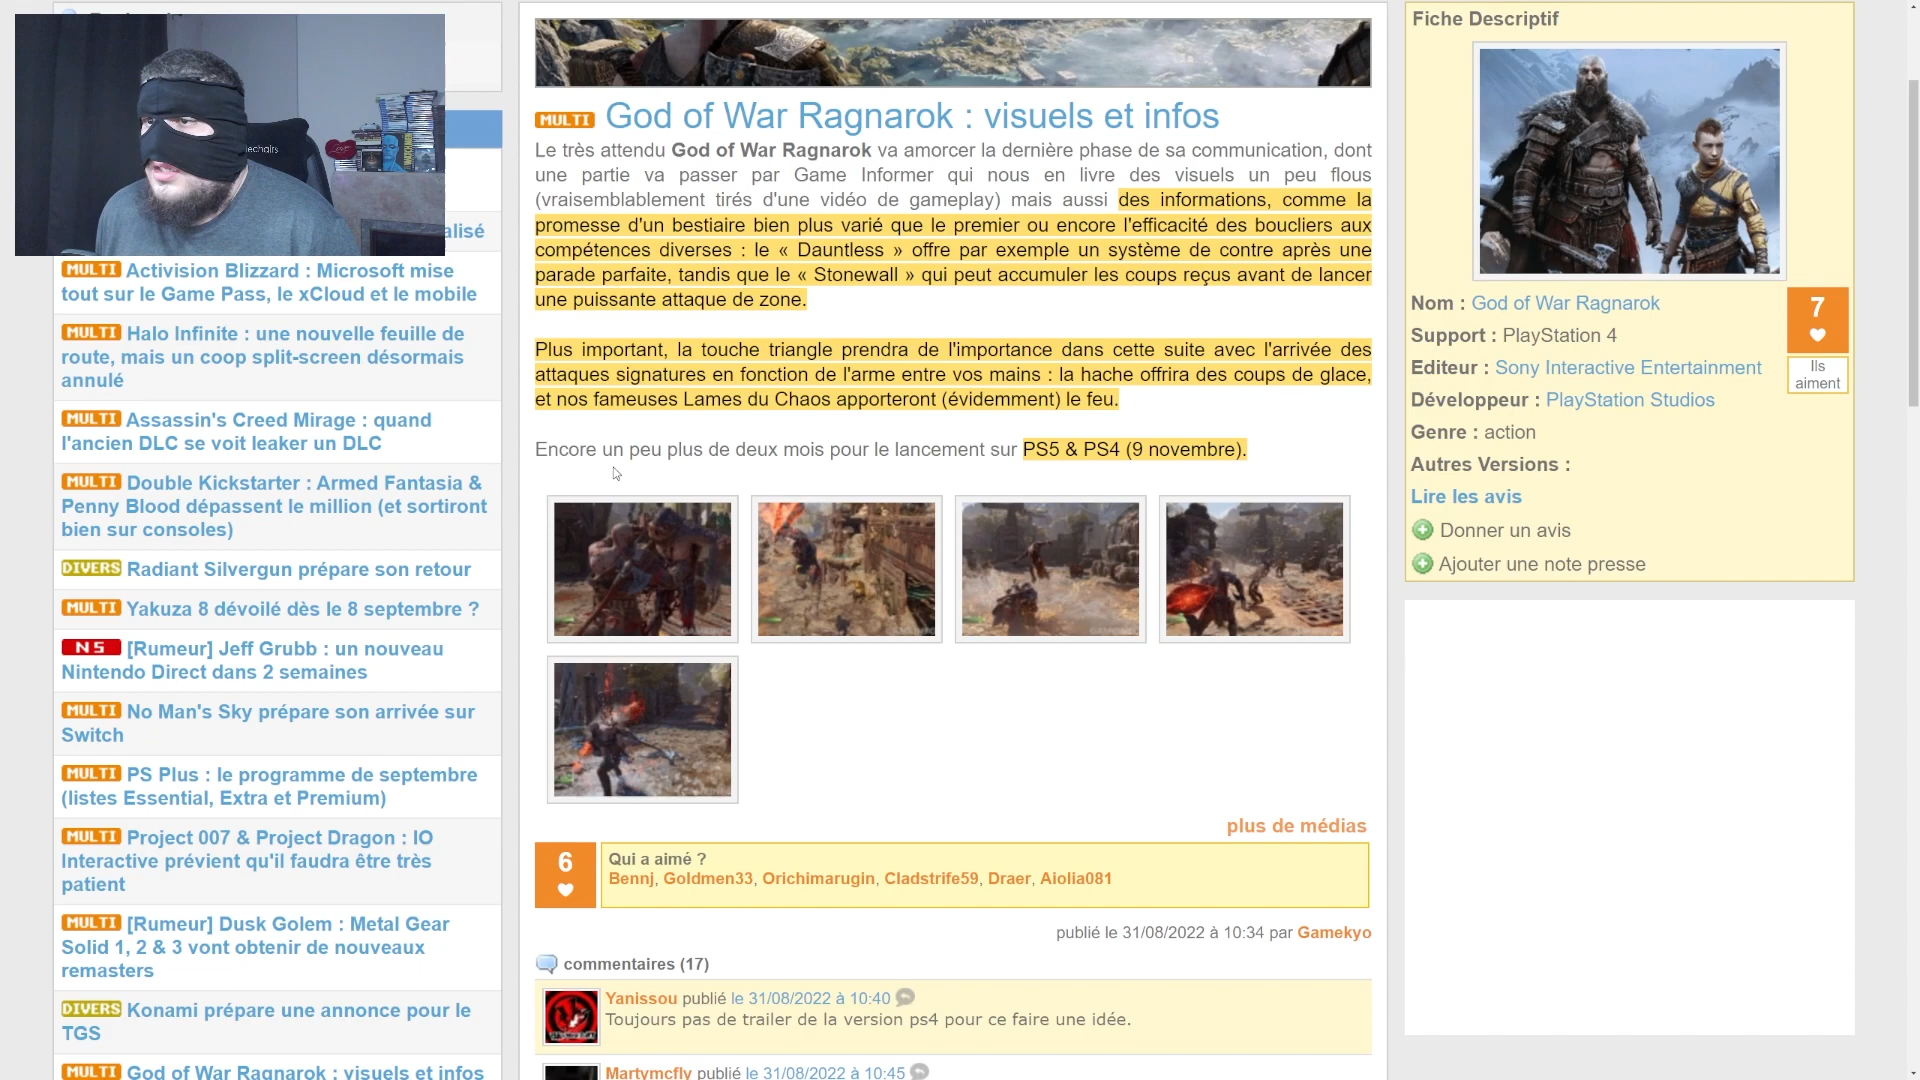 echairs
WATCHMEN
alisé
MULTI Activision Blizzard : Microsoft mise
tout sur le Game Pass, le xCloud et le mobile
MULTI Halo Infinite : une nouvelle feuille de
route, mais un coop split-screen désormais
annulé
MULTI Assassin's Creed Mirage : quand
l'ancien DLC se voit leaker un DLC
MULTI Double Kickstarter : Armed Fantasia &
Penny Blood dépassent le million (et sortiront
bien sur consoles)
DIVERS Radiant Silvergun prépare son retour
MULTI Yakuza 8 dévoilé dès le 8 septembre ?
NS [Rumeur] Jeff Grubb : un nouveau
Nintendo Direct dans 2 semaines
MULTI No Man's Sky prépare son arrivée sur
Switch
MULTI PS Plus : le programme de septembre
(listes Essential, Extra et Premium)
MULTI Project 007 & Project Dragon : IO
Interactive prévient qu'il faudra être très
patient
MULTI [Rumeur] Dusk Golem : Metal Gear
Solid 1, 2 & 3 vont obtenir de nouveaux
remasters
DIVERS Konami prépare une annonce pour le
TGS
MULTI God of War Ragnarok : visuels et infos
MULTI God of War Ragnarok : visuels et infos
Le très attendu God of War Ragnarok va amorcer la dernière phase de sa communication, dont
une partie va passer par Game Informer qui nous en livre des visuels un peu flous
(vraisemblablement tirés d'une vidéo de gameplay) mais aussi des informations, comme la
promesse d'un bestiaire bien plus varié que le premier ou encore l'efficacité des boucliers aux
compétences diverses : le « Dauntless » offre par exemple un système de contre après une
parade parfaite, tandis que le « Stonewall » qui peut accumuler les coups reçus avant de lancer
une puissante attaque de zone.
Plus important, la touche triangle prendra de l'importance dans cette suite avec l'arrivée des
attaques signatures en fonction de l'arme entre vos mains : la hache offrira des coups de glace,
et nos fameuses Lames du Chaos apporteront (évidemment) le feu.
Encore un peu plus de deux mois pour le lancement sur PS5 & PS4 (9 novembre).
plus de médias
6
Qui a aimé ?
Bennj, Goldmen33, Orichimarugin, Cladstrife59, Draer, Aiolia081
publié le 31/08/2022 à 10:34 par Gamekyo
commentaires (17)
Yanissou publié le 31/08/2022 à 10:40
Toujours pas de trailer de la version ps4 pour ce faire une idée.
Martymcfly publié le 31/08/2022 à 10:45
Fiche Descriptif
Nom : God of War Ragnarok
Support : PlayStation 4
Editeur : Sony Interactive Entertainment
Développeur : PlayStation Studios
Genre : action
Autres Versions :
Lire les avis
Donner un avis
Ajouter une note presse
7
Ils
aiment